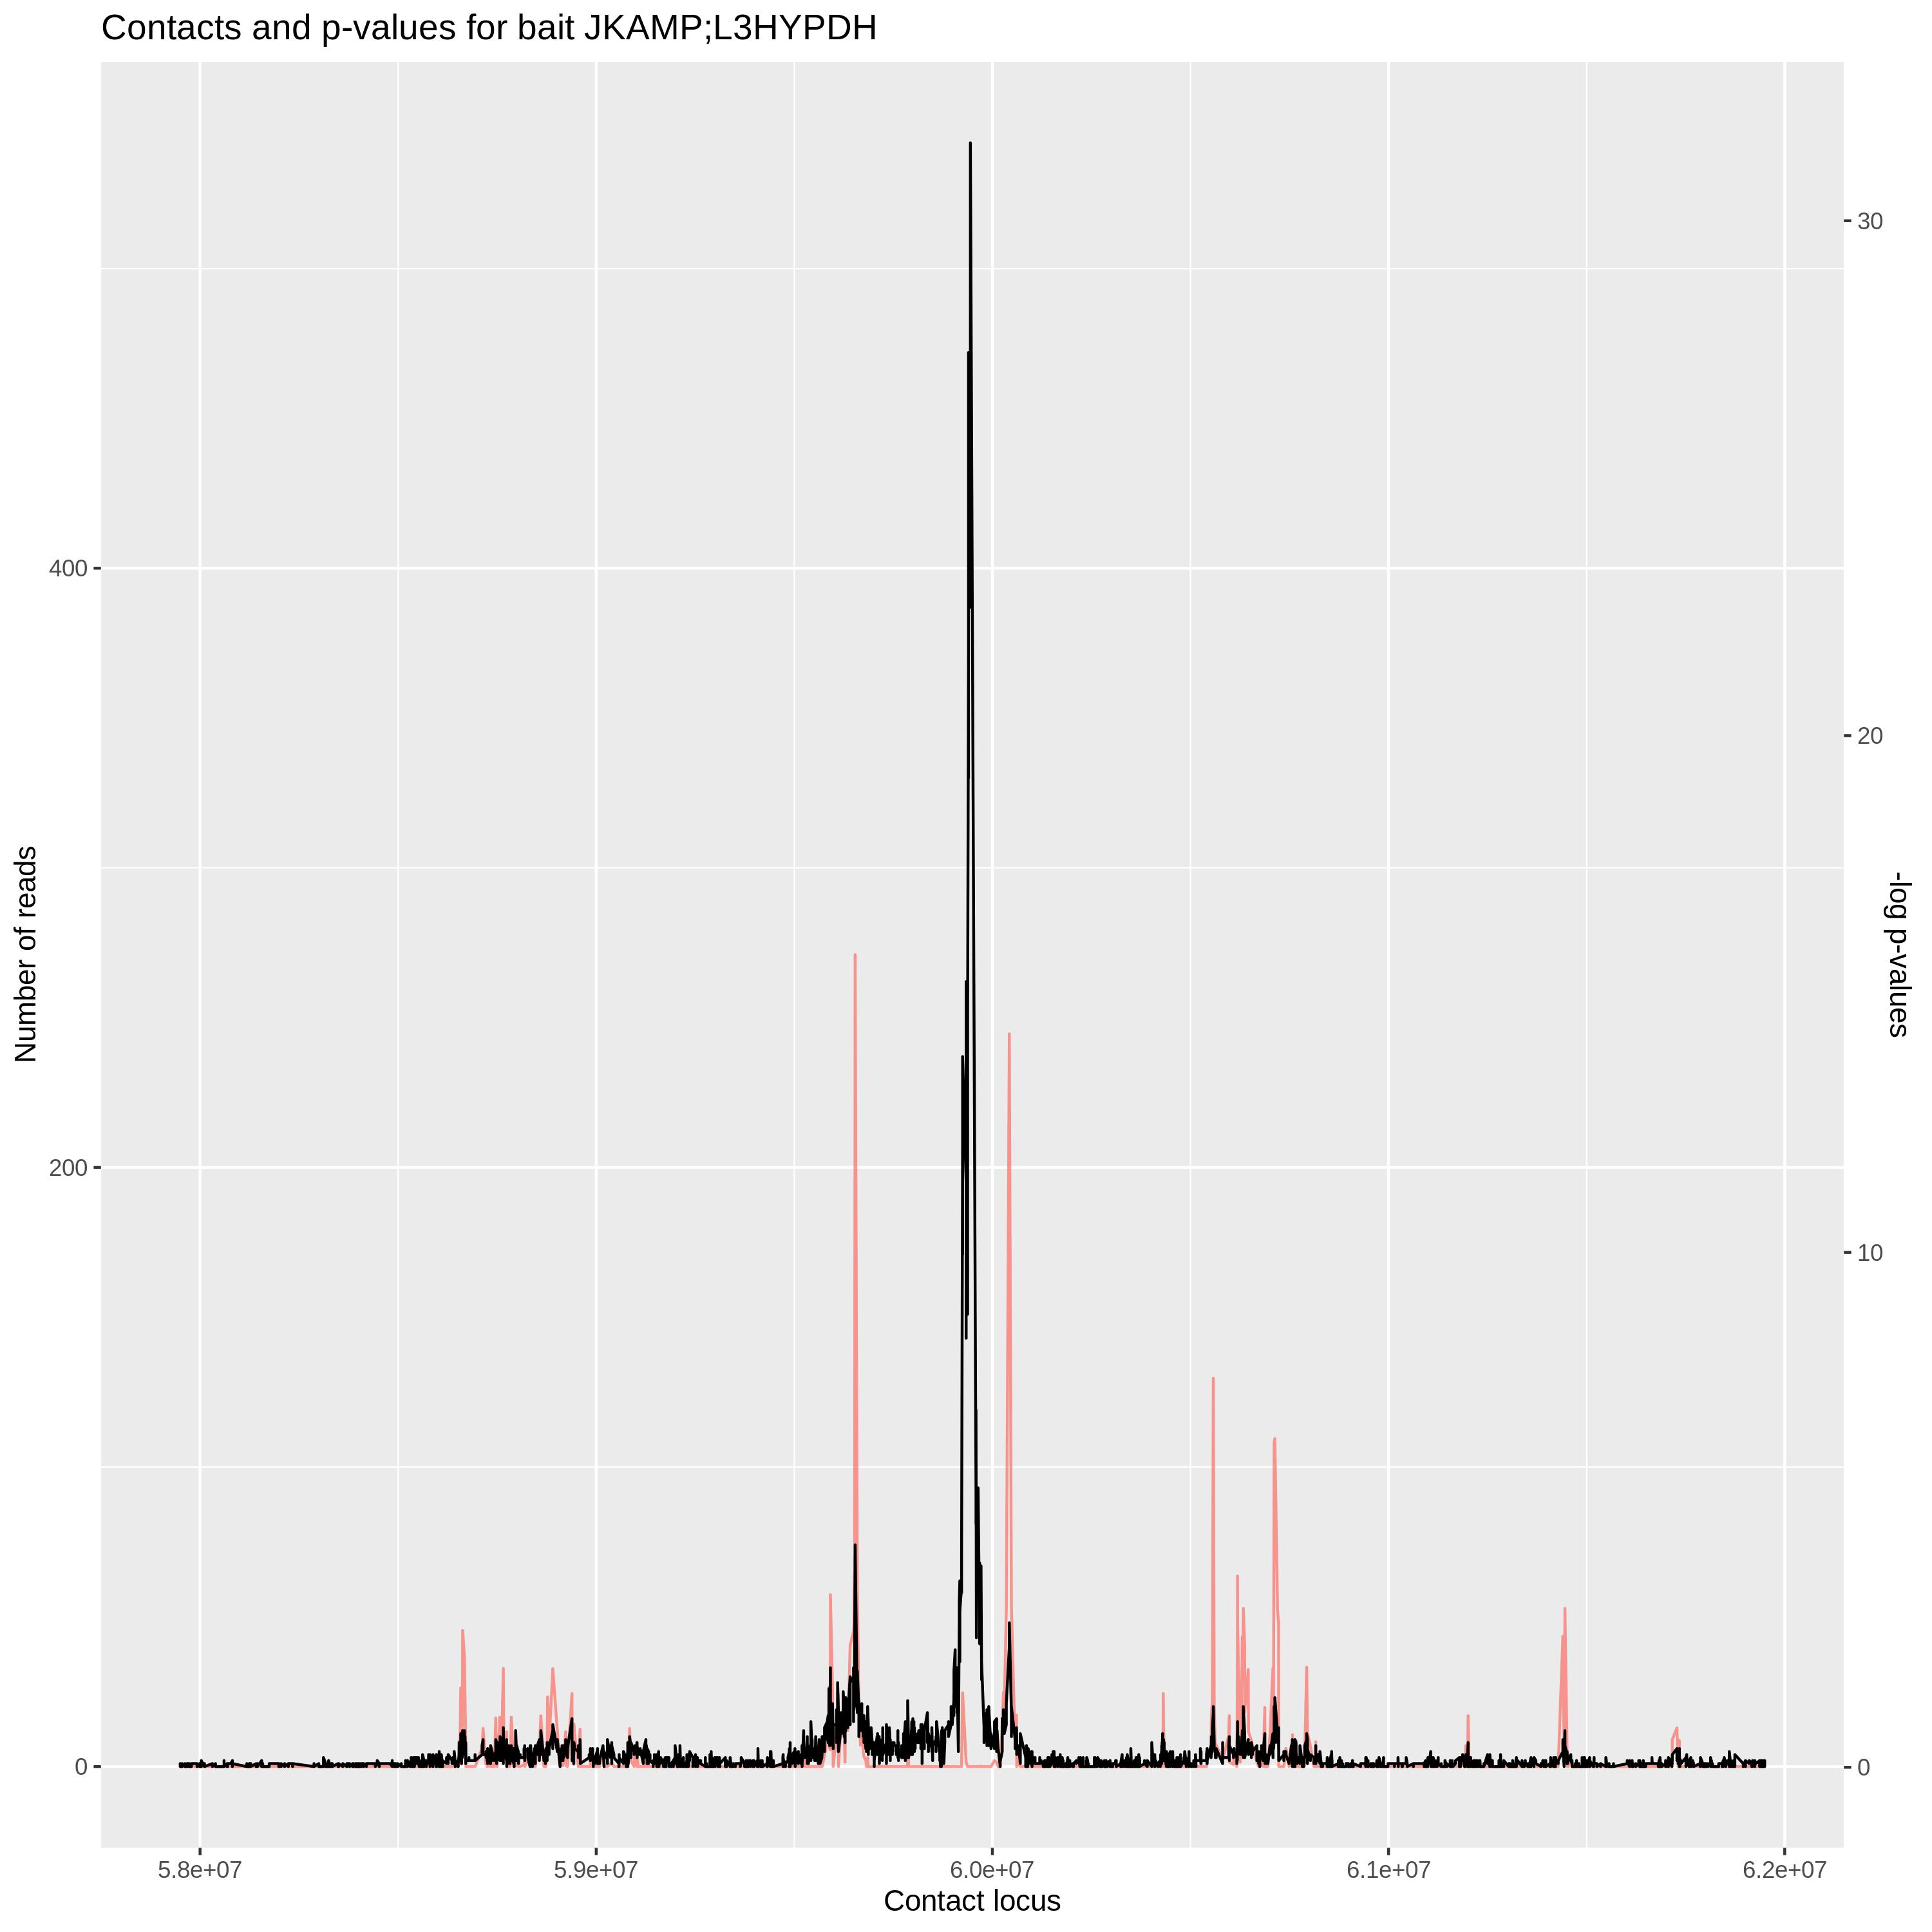 Contacts and p-values for bait JKAMP;L3HYPDH
30
400
20
Number of reads
-log p-values
200
10
0
0
5.8e+07
5.9e+07
6.0e+07
6.1e+07
6.2e+07
Contact locus